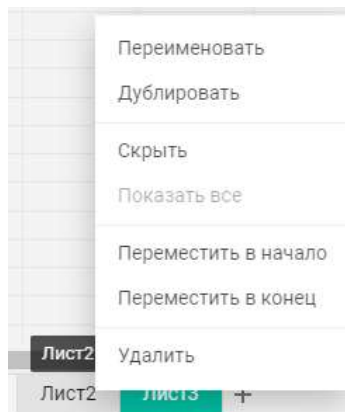 Переименовать
Дублировать
Скрыть
Показать все
Переместить в начало
Переместить в конец
Удалить
Лист2
Лист2 Лист3 +